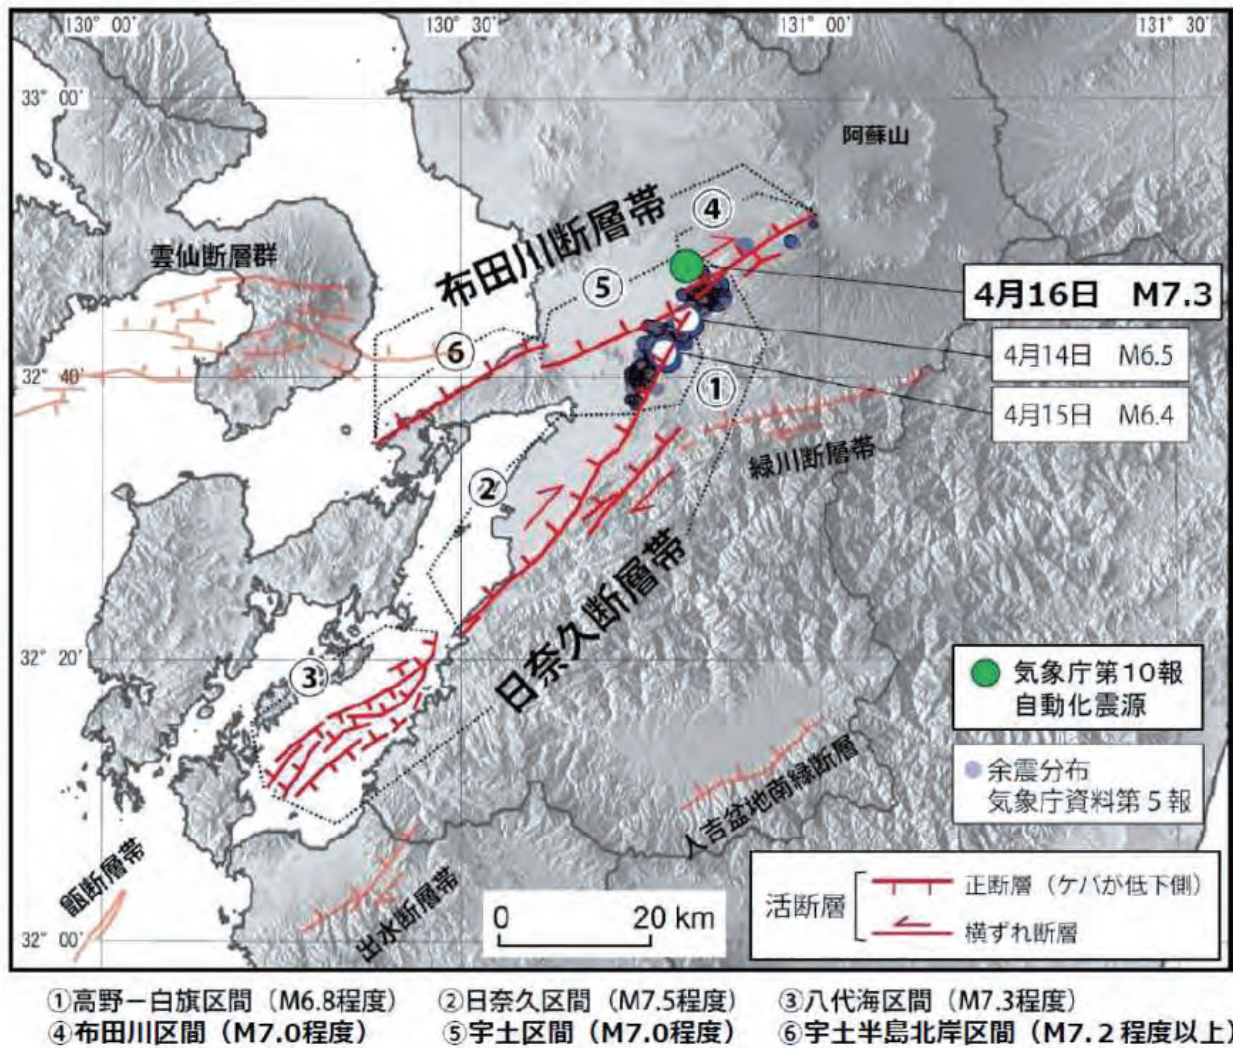 130° 00′
130° 30′
131° 00′
131° 30′
33° 00′
阿蘇山
④
布田川断層帯
雲仙断層群
⑤
4月16日 M7.3
⑥
4月14日 M6.5
32° 40′
①
4月15日 M6.4
緑川断層帯
②
日奈久断層帯
32° 20′
③
気象庁第10報
自動化震源
余震分布
気象庁資料第5報
人吉盆地南縁断層
甑断層帯
出水断層帯
活断層
正断層（ケバが低下側）
横ずれ断層
0 20 km
32° 00′
①高野－白旗区間（M6.8程度） ②日奈久区間（M7.5程度） ③八代海区間（M7.3程度）
④布田川区間（M7.0程度） ⑤宇土区間（M7.0程度） ⑥宇土半島北岸区間（M7.2程度以上）